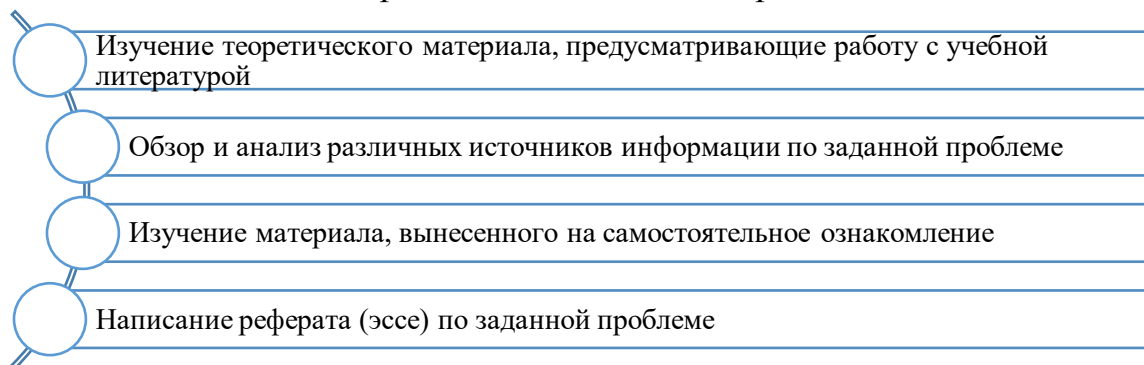 Изучение теоретического материала, предусматривающие работу с учебной
литературой
Обзор и анализ различных источников информации по заданной проблеме
Изучение материала, вынесенного на самостоятельное ознакомление
Написание реферата (эссе) по заданной проблеме